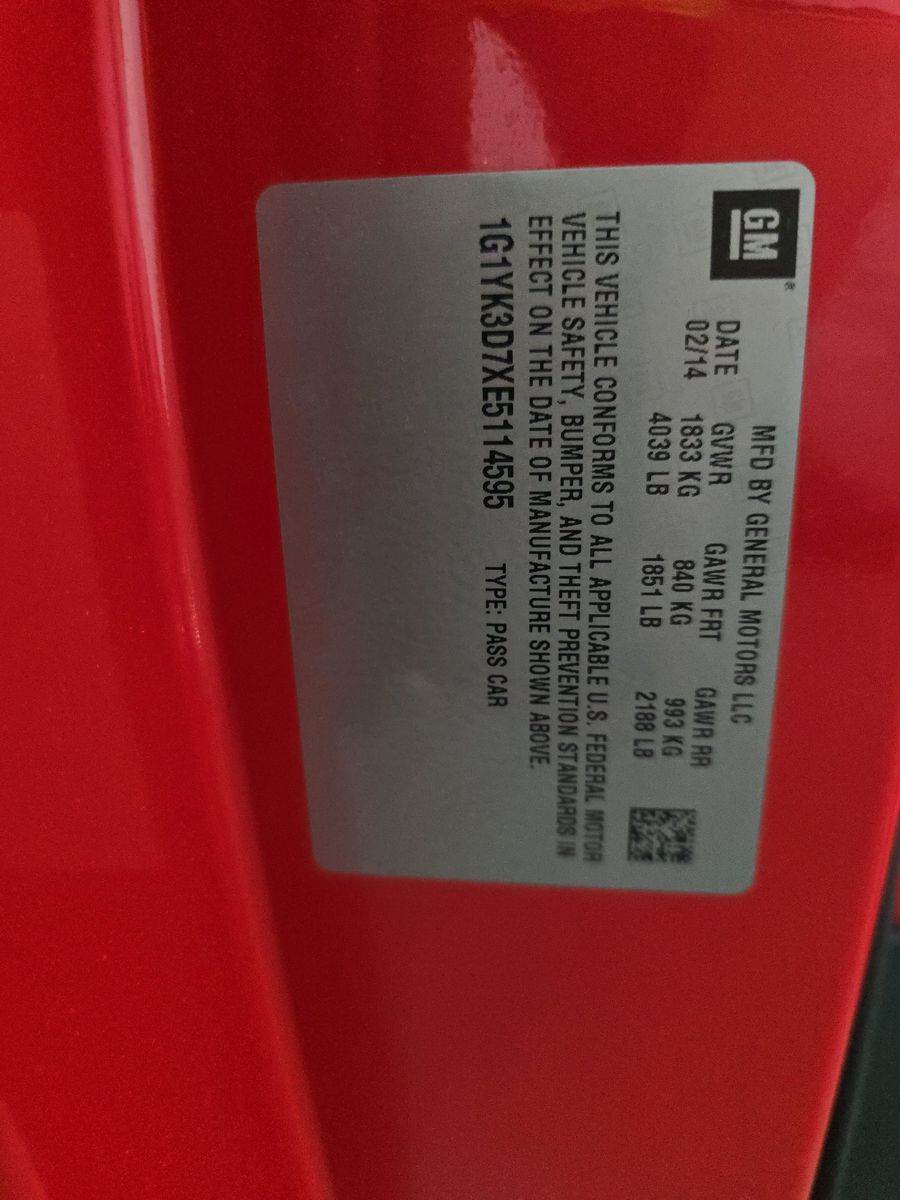 GM®
MFD BY GENERAL MOTORS LLC
DATE GVWR GAWR FRT GAWR RR
02/14 1833 KG 840 KG 993 KG
4039 LB 1851 LB 2188 LB
THIS VEHICLE CONFORMS TO ALL APPLICABLE U.S. FEDERAL MOTOR
VEHICLE SAFETY, BUMPER, AND THEFT PREVENTION STANDARDS IN
EFFECT ON THE DATE OF MANUFACTURE SHOWN ABOVE.
1G1YK3D7XE5114595 TYPE: PASS CAR